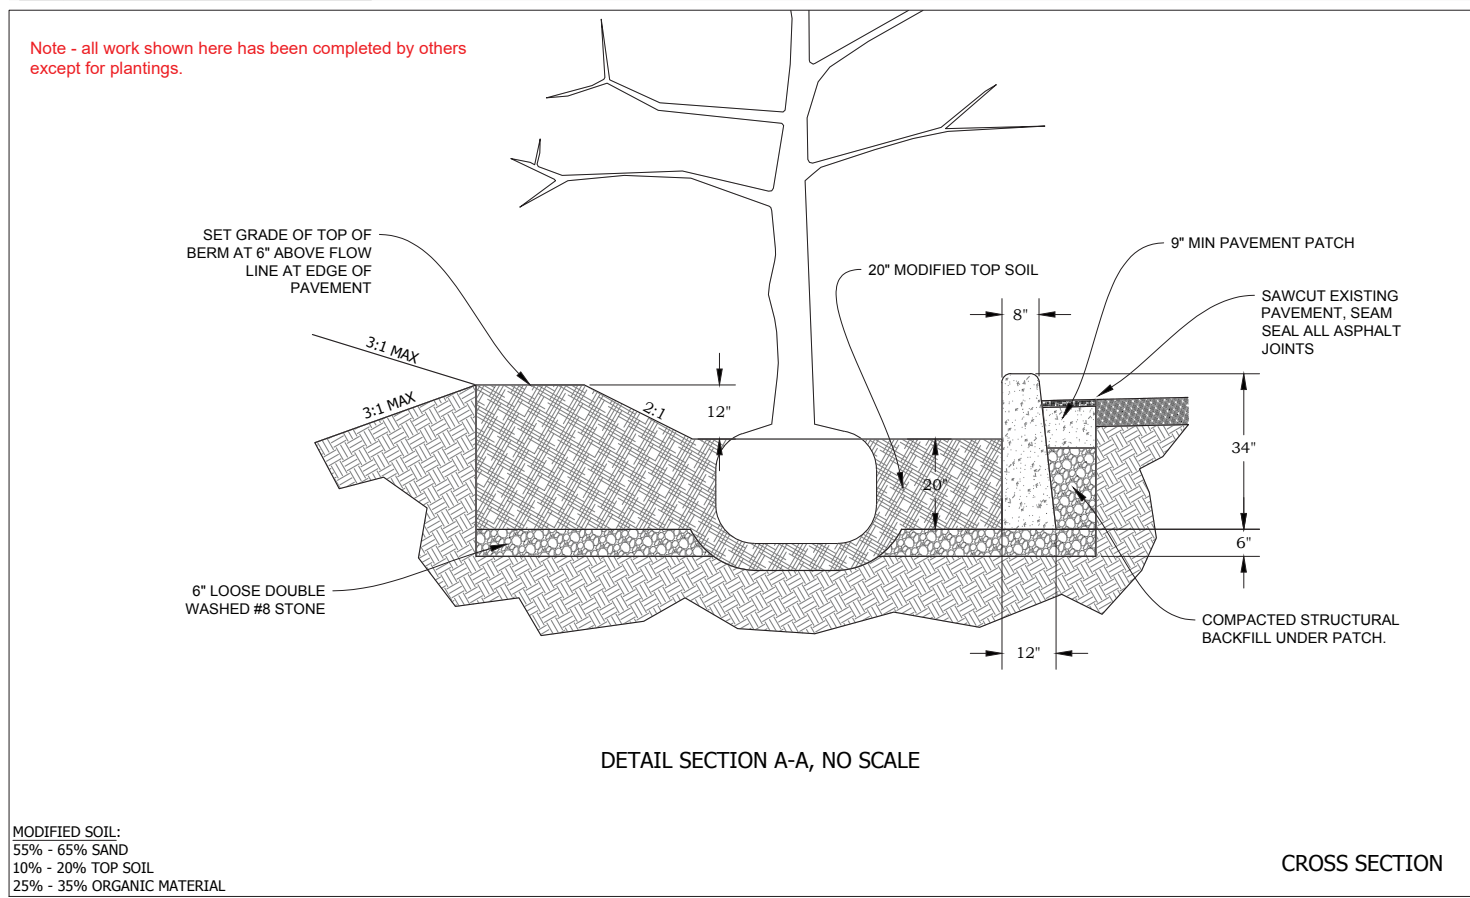 Note - all work shown here has been completed by others
except for plantings.
SET GRADE OF TOP OF
BERM AT 6" ABOVE FLOW
LINE AT EDGE OF
PAVEMENT
9" MIN PAVEMENT PATCH
20" MODIFIED TOP SOIL
SAWCUT EXISTING
PAVEMENT, SEAM
SEAL ALL ASPHALT
JOINTS
8"
3:1 MAX
3:1 MAX
2:1
12"
34"
20"
6"
6" LOOSE DOUBLE
WASHED #8 STONE
COMPACTED STRUCTURAL
BACKFILL UNDER PATCH.
12"
DETAIL SECTION A-A, NO SCALE
MODIFIED SOIL:
55% - 65% SAND
10% - 20% TOP SOIL
25% - 35% ORGANIC MATERIAL
CROSS SECTION